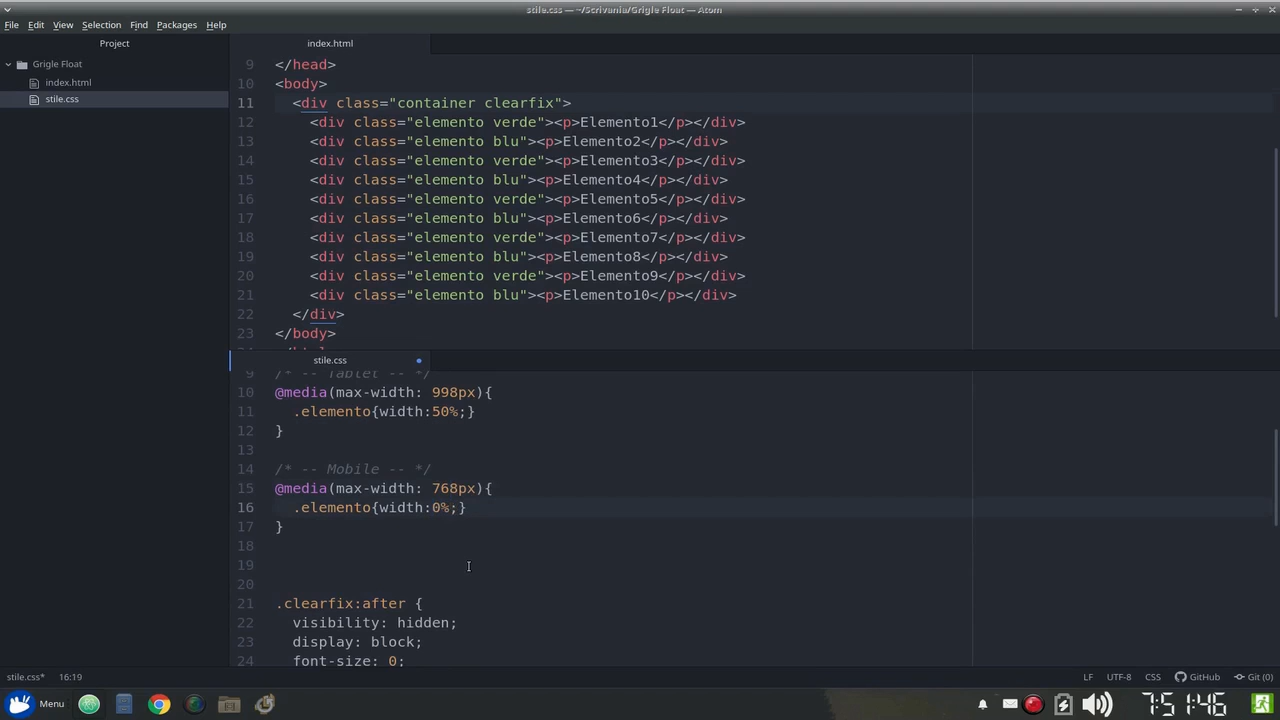 stile.css — ~/Scrivania/Grigle Float — Atom
File Edit View Selection Find Packages Help
Project
Grigle Float
index.html
stile.css
index.html
9 </head>
10 <body>
11 <div class="container clearfix">
12 <div class="elemento verde"><p>Elemento1</p></div>
13 <div class="elemento blu"><p>Elemento2</p></div>
14 <div class="elemento verde"><p>Elemento3</p></div>
15 <div class="elemento blu"><p>Elemento4</p></div>
16 <div class="elemento verde"><p>Elemento5</p></div>
17 <div class="elemento blu"><p>Elemento6</p></div>
18 <div class="elemento verde"><p>Elemento7</p></div>
19 <div class="elemento blu"><p>Elemento8</p></div>
20 <div class="elemento verde"><p>Elemento9</p></div>
21 <div class="elemento blu"><p>Elemento10</p></div>
22 </div>
23 </body>
stile.css
9 /* -- Tablet -- */
10 @media(max-width: 998px){
11 .elemento{width:50%;}
12 }
13
14 /* -- Mobile -- */
15 @media(max-width: 768px){
16 .elemento{width:0%;}
17 }
18
19
20
21 .clearfix:after {
22 visibility: hidden;
23 display: block;
24 font-size: 0;
stile.css* 16:19 LF UTF-8 CSS GitHub Git (0)
Menu